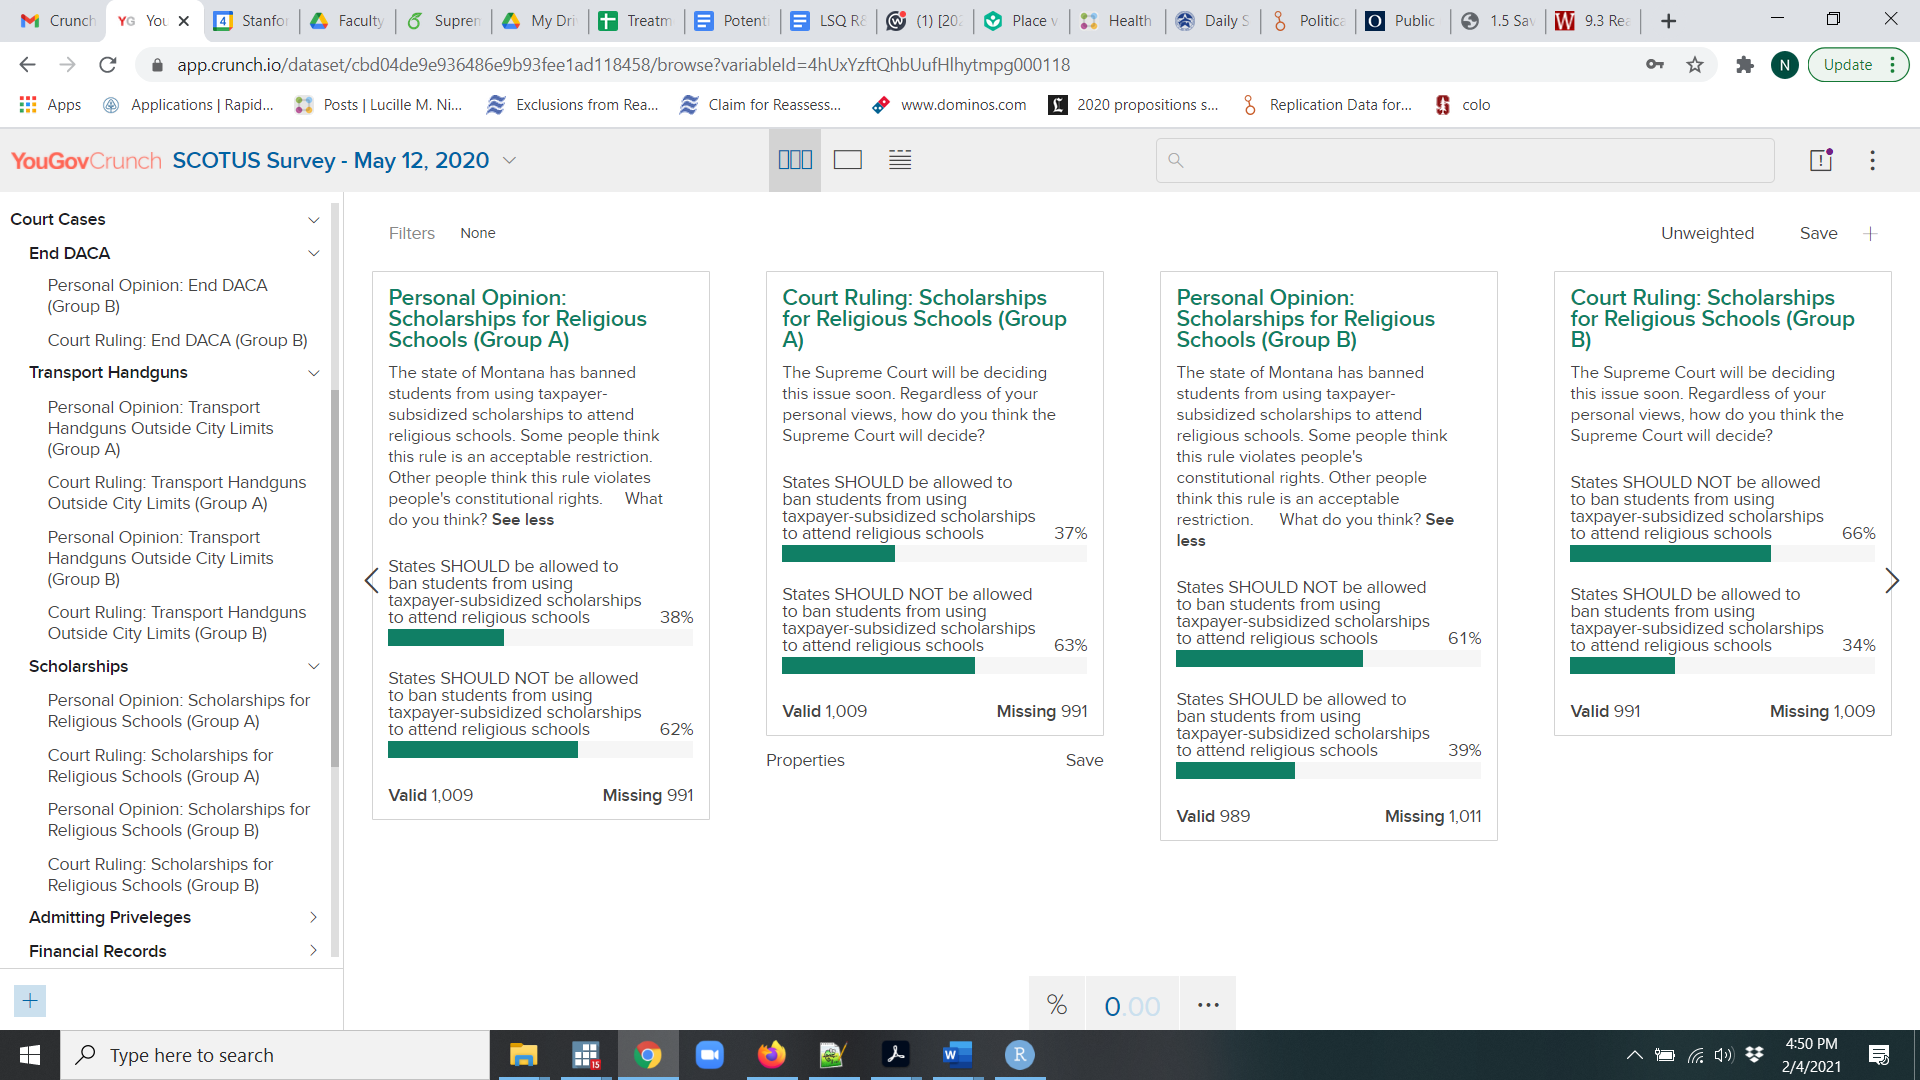 Crunch
YG You
Stanfo
Faculty
Suprem
My Dri
Treatm
Potenti
LSQ R&
(1) [202
Place v
Health
Daily S
Politica
Public
1.5 Sav
9.3 Rea
app.crunch.io/dataset/cbd04de9e936486e9b93fee1ad118458/browse?variableId=4hUxYzftQhbUufHlhytmpg000118
N
Update
Apps
Applications | Rapid...
Posts | Lucille M. Ni...
Exclusions from Rea...
Claim for Reassess...
www.dominos.com
2020 propositions s...
Replication Data for...
colo
YouGovCrunch SCOTUS Survey - May 12, 2020
Court Cases
End DACA
Personal Opinion: End DACA
(Group B)
Court Ruling: End DACA (Group B)
Transport Handguns
Personal Opinion: Transport
Handguns Outside City Limits
(Group A)
Court Ruling: Transport Handguns
Outside City Limits (Group A)
Personal Opinion: Transport
Handguns Outside City Limits
(Group B)
Court Ruling: Transport Handguns
Outside City Limits (Group B)
Scholarships
Personal Opinion: Scholarships for
Religious Schools (Group A)
Court Ruling: Scholarships for
Religious Schools (Group A)
Personal Opinion: Scholarships for
Religious Schools (Group B)
Court Ruling: Scholarships for
Religious Schools (Group B)
Admitting Priveleges
Financial Records
Filters None
Unweighted Save
Personal Opinion:
Scholarships for Religious
Schools (Group A)
The state of Montana has banned
students from using taxpayer-
subsidized scholarships to attend
religious schools. Some people think
this rule is an acceptable restriction.
Other people think this rule violates
people's constitutional rights. What
do you think? See less
States SHOULD be allowed to
ban students from using
taxpayer-subsidized scholarships
to attend religious schools 38%
States SHOULD NOT be allowed
to ban students from using
taxpayer-subsidized scholarships
to attend religious schools 62%
Valid 1,009 Missing 991
Court Ruling: Scholarships
for Religious Schools (Group
A)
The Supreme Court will be deciding
this issue soon. Regardless of your
personal views, how do you think the
Supreme Court will decide?
States SHOULD be allowed to
ban students from using
taxpayer-subsidized scholarships
to attend religious schools 37%
States SHOULD NOT be allowed
to ban students from using
taxpayer-subsidized scholarships
to attend religious schools 63%
Valid 1,009 Missing 991
Properties Save
Personal Opinion:
Scholarships for Religious
Schools (Group B)
The state of Montana has banned
students from using taxpayer-
subsidized scholarships to attend
religious schools. Some people think
this rule violates people's
constitutional rights. Other people
think this rule is an acceptable
restriction. What do you think? See
less
States SHOULD NOT be allowed
to ban students from using
taxpayer-subsidized scholarships
to attend religious schools 61%
States SHOULD be allowed to
ban students from using
taxpayer-subsidized scholarships
to attend religious schools 39%
Valid 989 Missing 1,011
Court Ruling: Scholarships
for Religious Schools (Group
B)
The Supreme Court will be deciding
this issue soon. Regardless of your
personal views, how do you think the
Supreme Court will decide?
States SHOULD NOT be allowed
to ban students from using
taxpayer-subsidized scholarships
to attend religious schools 66%
States SHOULD be allowed to
ban students from using
taxpayer-subsidized scholarships
to attend religious schools 34%
Valid 991 Missing 1,009
% 0.00 ...
Type here to search
15
4:50 PM
2/4/2021